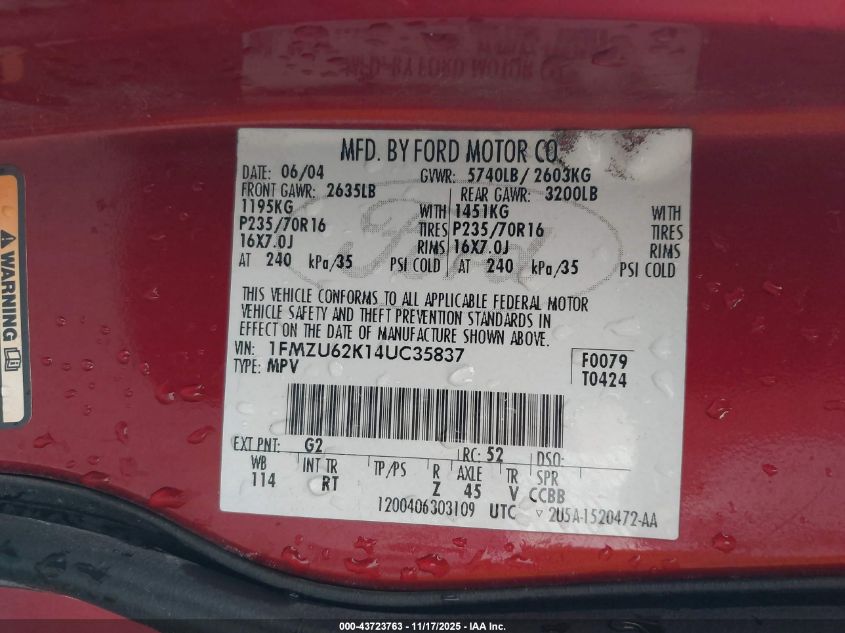 MFD. BY FORD MOTOR CO.
DATE: 06/04 GVWR: 5740LB/ 2603KG
FRONT GAWR: 2635LB REAR GAWR: 3200LB
1195KG WITH 1451KG WITH
P235/70R16 TIRES P235/70R16 TIRES
16X7.0J RIMS 16X7.0J RIMS
AT 240 kPa/35 PSI COLD AT 240 kPa/35 PSI COLD
Ford
THIS VEHICLE CONFORMS TO ALL APPLICABLE FEDERAL MOTOR
VEHICLE SAFETY AND THEFT PREVENTION STANDARDS IN
EFFECT ON THE DATE OF MANUFACTURE SHOWN ABOVE.
VIN: 1FMZU62K14UC35837 F0079
TYPE: MPV T0424
EXT PNT: G2 RC: 52 DSO:
WB INT TR TP/PS R AXLE TR SPR
114 RT Z 45 V CCBB
1200406303109 UTC ▽ 2U5A-1520472-AA
WARNING
000-43723763 - 11/17/2025 - IAA Inc.